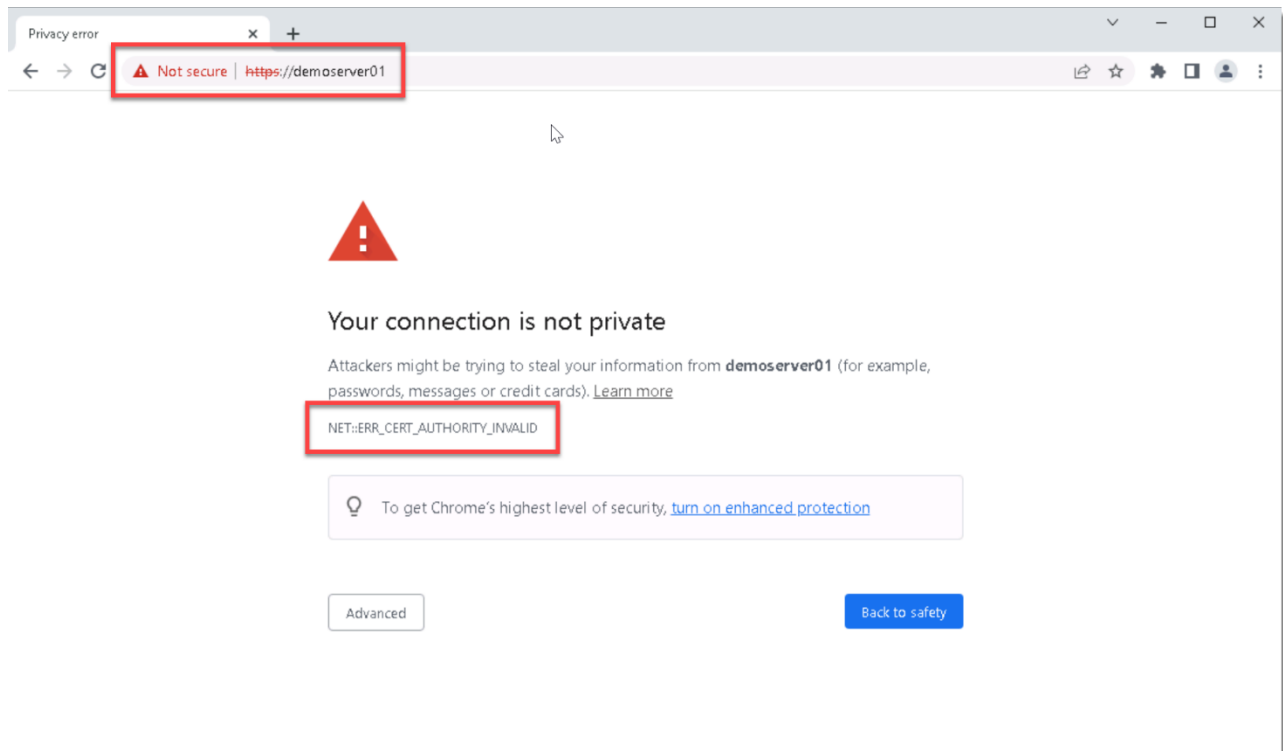 Privacy error
Not secure | https://demoserver01
Your connection is not private
Attackers might be trying to steal your information from demoserver01 (for example,
passwords, messages or credit cards). Learn more
NET::ERR_CERT_AUTHORITY_INVALID
To get Chrome's highest level of security, turn on enhanced protection
Advanced
Back to safety